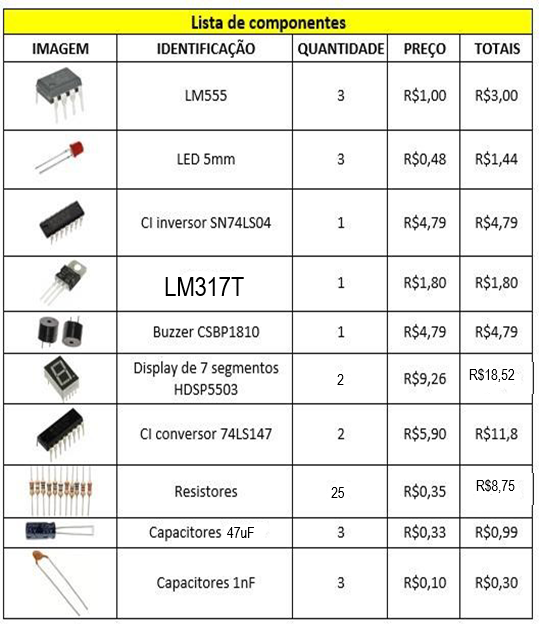 Lista de componentes
IMAGEM IDENTIFICAÇÃO QUANTIDADE PREÇO TOTAIS
LM555 3 R$1,00 R$3,00
LED 5mm 3 R$0,48 R$1,44
CI inversor SN74LS04 1 R$4,79 R$4,79
LM317T 1 R$1,80 R$1,80
Buzzer CSBP1810 1 R$4,79 R$4,79
Display de 7 segmentos
HDSP5503 2 R$9,26 R$18,52
CI conversor 74LS147 2 R$5,90 R$11,8
Resistores 25 R$0,35 R$8,75
Capacitores 47uF 3 R$0,33 R$0,99
Capacitores 1nF 3 R$0,10 R$0,30